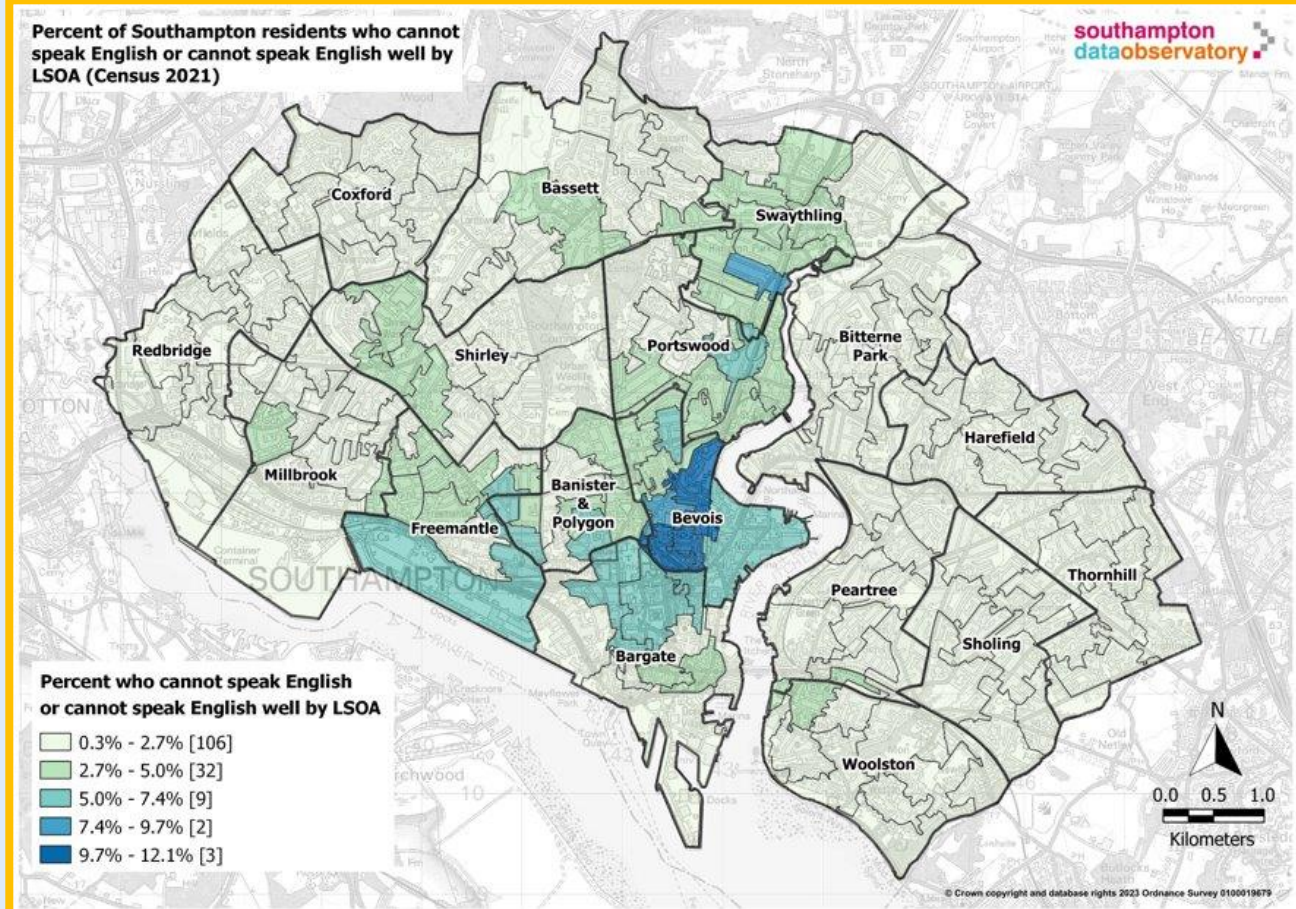 Percent of Southampton residents who cannot
speak English or cannot speak English well by
LSOA (Census 2021)
southampton
dataobservatory
Coxford
Bassett
Swaythling
Redbridge
Shirley
Portswood
Bitterne
Park
Harefield
Millbrook
Banister
&
Polygon
Freemantle
Bevois
SOUTHAMPTON
Thornhill
Peartree
Sholing
Bargate
Woolston
Percent who cannot speak English
or cannot speak English well by LSOA
0.3% - 2.7% [106]
2.7% - 5.0% [32]
5.0% - 7.4% [9]
7.4% - 9.7% [2]
9.7% - 12.1% [3]
N
0.0 0.5 1.0
Kilometers
© Crown copyright and database rights 2023 Ordnance Survey 0100019679